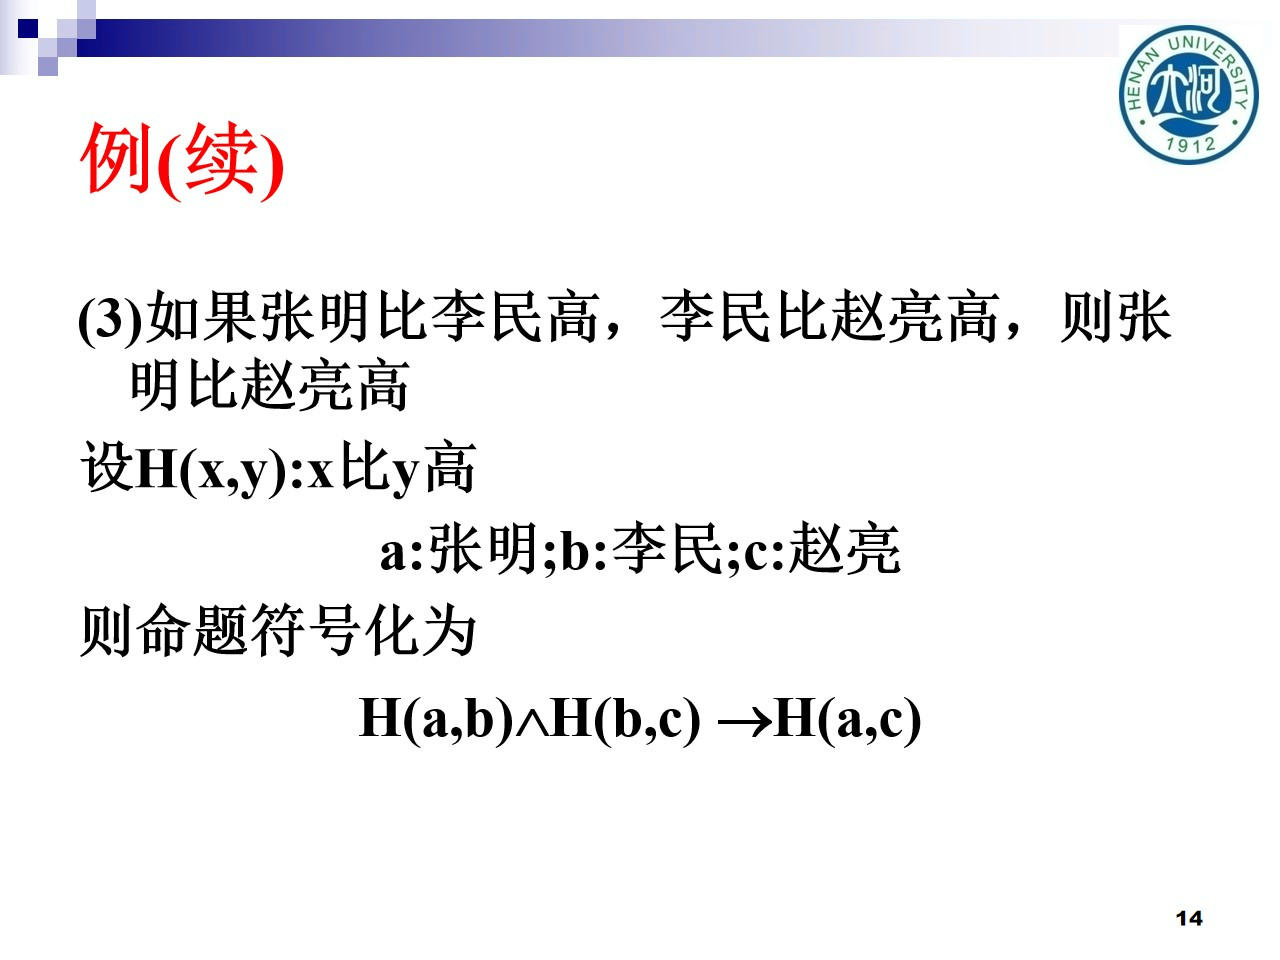 HENAN UNIVERSITY
1912
例(续)
(3)如果张明比李民高，李民比赵亮高，则张
明比赵亮高
设H(x,y):x比y高
a:张明;b:李民;c:赵亮
则命题符号化为
H(a,b)∧H(b,c) →H(a,c)
14